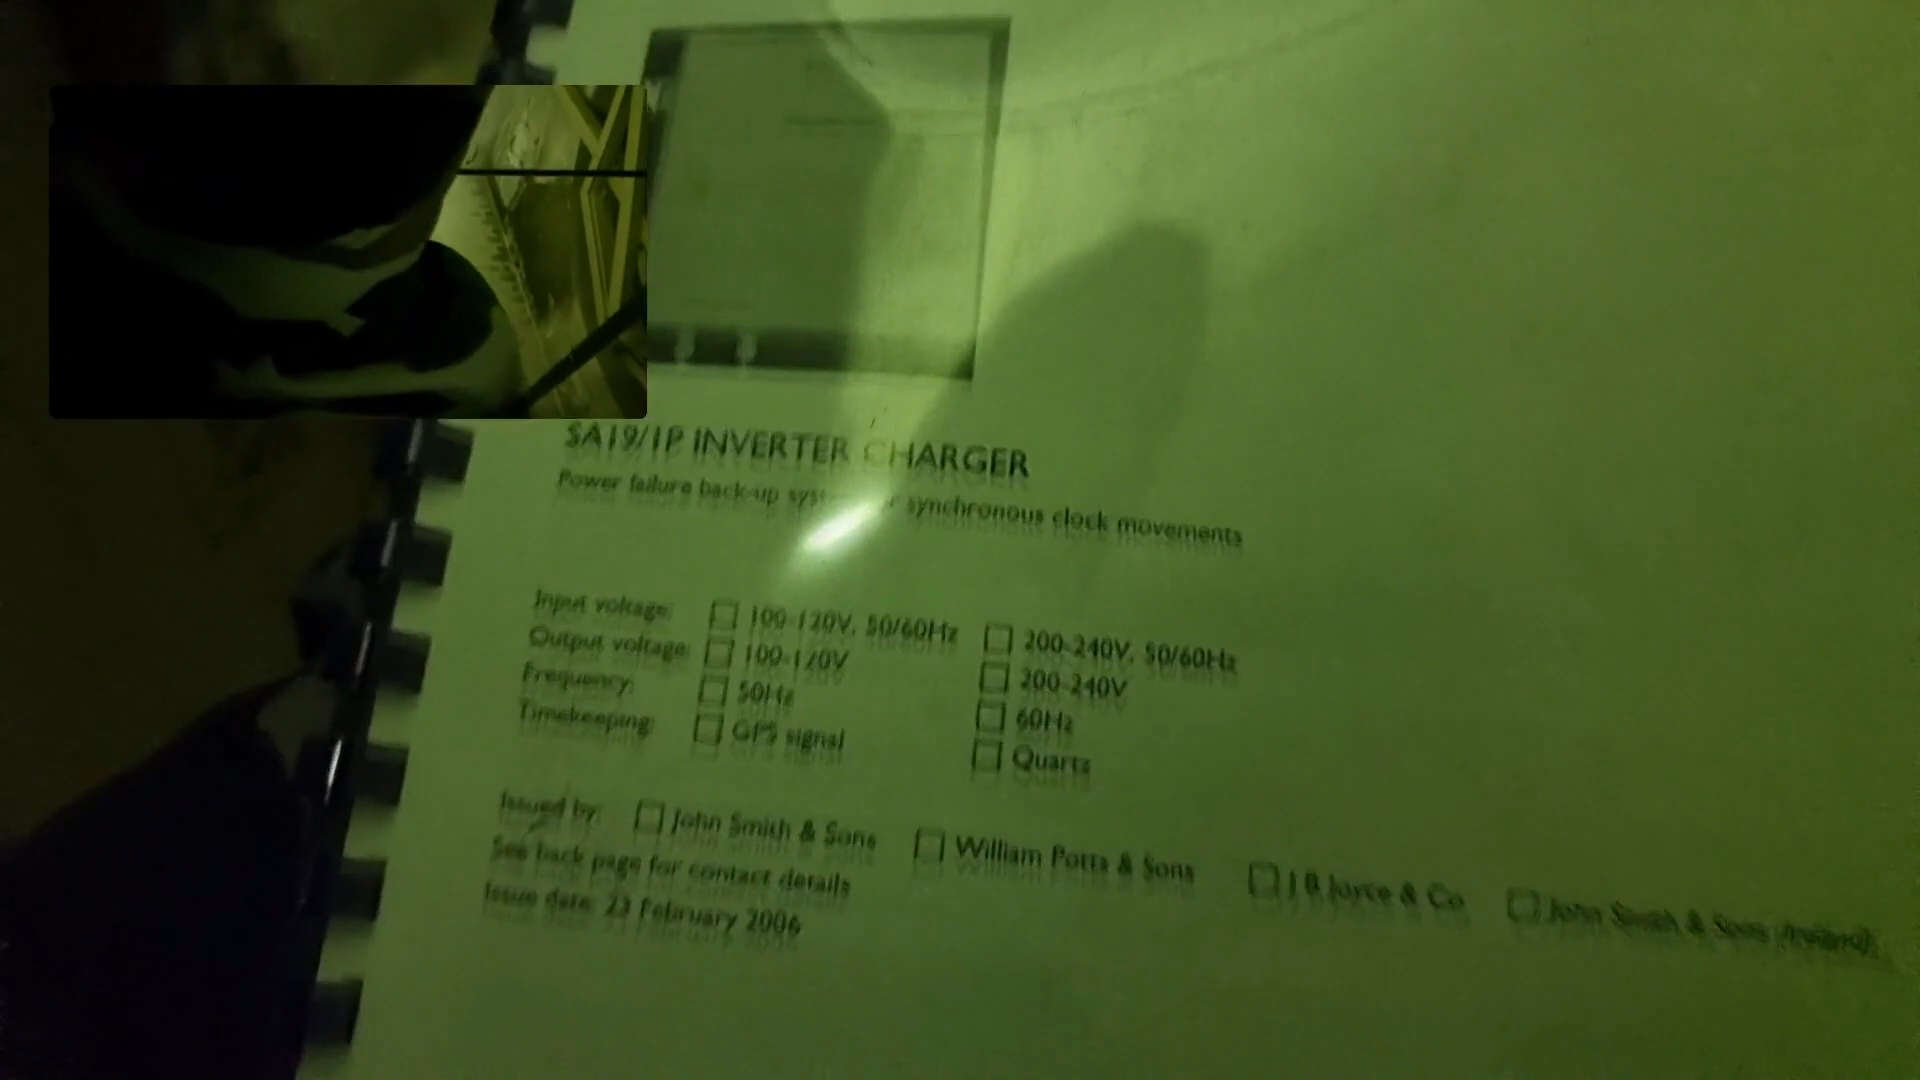 SA19/1P INVERTER CHARGER
Power failure back-up system for synchronous clock movements
Input voltage: 100-120V, 50/60Hz 200-240V, 50/60Hz
Output voltage: 100-120V 200-240V
Frequency: 50Hz 60Hz
Timekeeping: GPS signal Quartz
Issued by: John Smith & Sons William Potts & Sons J B Joyce & Co John Smith & Sons (Ireland)
See back page for contact details
Issue date: 23 February 2006